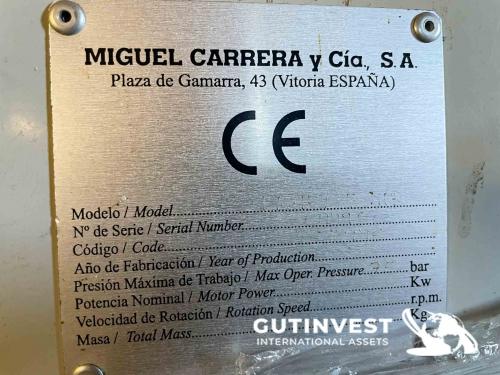 MIGUEL CARRERA y Cía., S.A.
Plaza de Gamarra, 43 (Vitoria ESPAÑA)
CE
Modelo / Model
Nº de Serie / Serial Number
Código / Code
Año de Fabricación / Year of Production
Presión Máxima de Trabajo / Max Oper. Pressure bar
Potencia Nominal / Motor Power Kw
Velocidad de Rotación / Rotation Speed r.p.m.
Masa / Total Mass Kg
GUTINVEST
INTERNATIONAL ASSETS